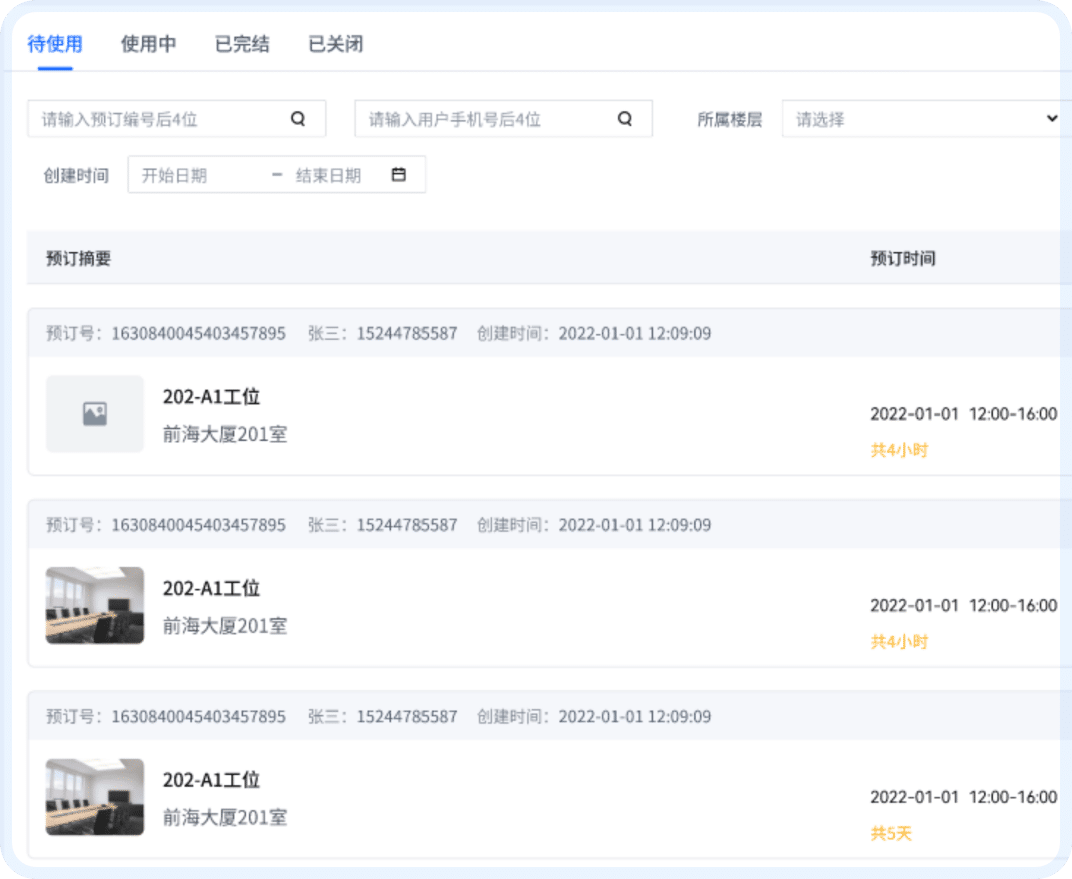 待使用 使用中 已完结 已关闭
请输入预订编号后4位 请输入用户手机号后4位 所属楼层 请选择
创建时间 开始日期 - 结束日期
预订摘要 预订时间
预订号：1630840045403457895 张三：15244785587 创建时间：2022-01-01 12:09:09
202-A1工位
前海大厦201室
2022-01-01 12:00-16:00
共4小时
预订号：1630840045403457895 张三：15244785587 创建时间：2022-01-01 12:09:09
202-A1工位
前海大厦201室
2022-01-01 12:00-16:00
共4小时
预订号：1630840045403457895 张三：15244785587 创建时间：2022-01-01 12:09:09
202-A1工位
前海大厦201室
2022-01-01 12:00-16:00
共5天